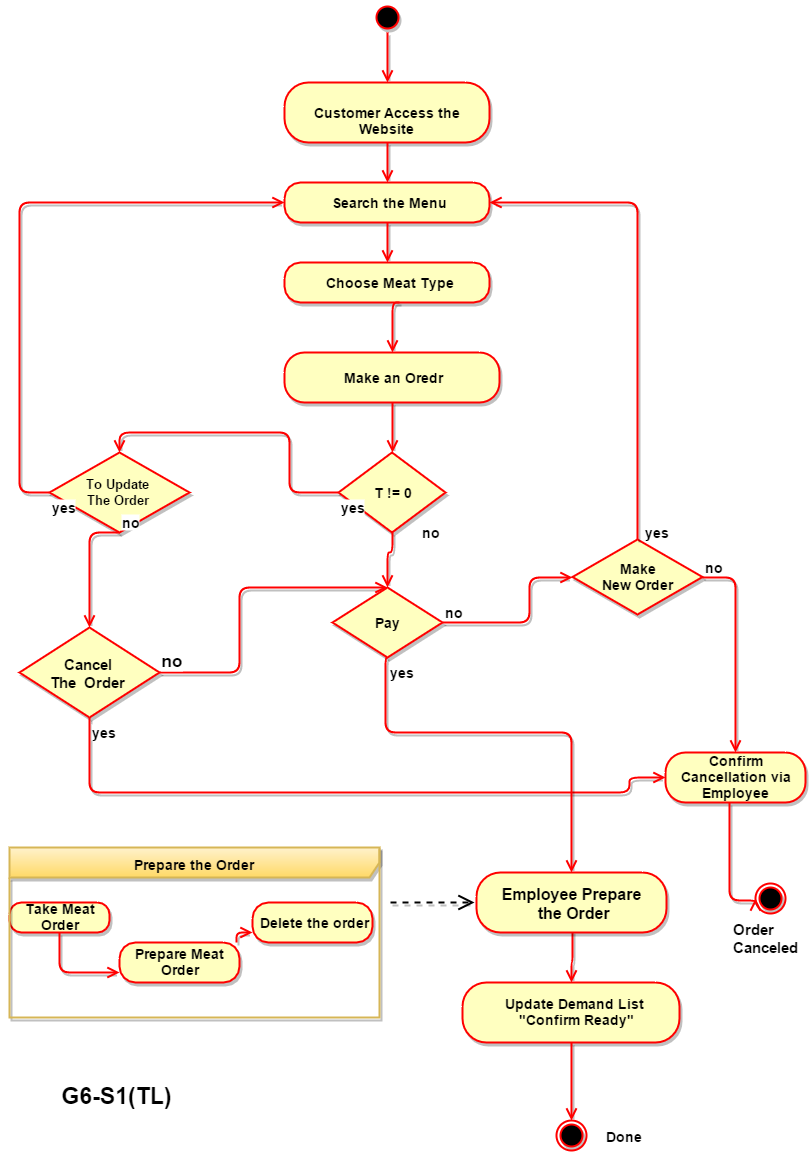 Customer Access the
Website
Search the Menu
Choose Meat Type
Make an Oredr
To Update
The Order
yes
no
T != 0
yes
no
Make
New Order
yes
no
Pay
no
yes
Cancel
The Order
no
yes
Confirm
Cancellation via
Employee
Prepare the Order
Take Meat
Order
Prepare Meat
Order
Delete the order
Employee Prepare
the Order
Order
Canceled
Update Demand List
"Confirm Ready"
G6-S1(TL)
Done